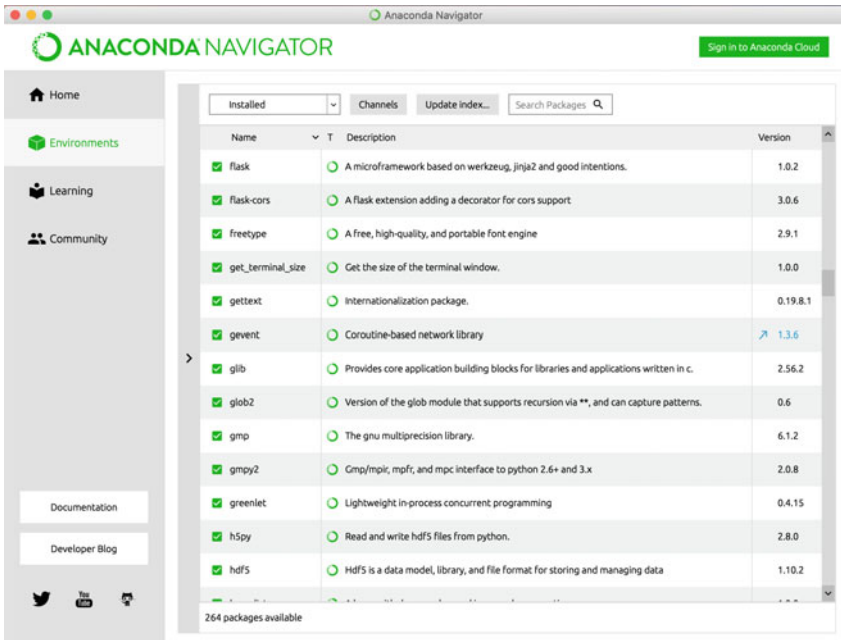 Anaconda Navigator
ANACONDA NAVIGATOR
Sign in to Anaconda Cloud
Home
Environments
Learning
Community
Documentation
Developer Blog
You Tube
Installed Channels Update index... Search Packages
Name T Description Version
flask A microframework based on werkzeug, jinja2 and good intentions. 1.0.2
flask-cors A flask extension adding a decorator for cors support 3.0.6
freetype A free, high-quality, and portable font engine 2.9.1
get_terminal_size Get the size of the terminal window. 1.0.0
gettext Internationalization package. 0.19.8.1
gevent Coroutine-based network library 1.3.6
glib Provides core application building blocks for libraries and applications written in c. 2.56.2
glob2 Version of the glob module that supports recursion via **, and can capture patterns. 0.6
gmp The gnu multiprecision library. 6.1.2
gmpy2 Gmp/mpir, mpfr, and mpc interface to python 2.6+ and 3.x 2.0.8
greenlet Lightweight in-process concurrent programming 0.4.15
h5py Read and write hdf5 files from python. 2.8.0
hdf5 Hdf5 is a data model, library, and file format for storing and managing data 1.10.2
264 packages available